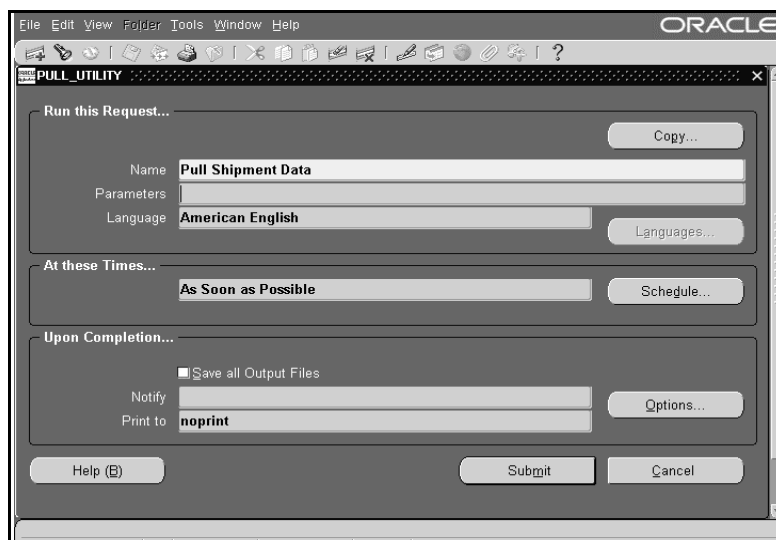 File Edit View Folder Tools Window Help
ORACLE
PULL_UTILITY
Run this Request...
Copy...
Name Pull Shipment Data
Parameters
Language American English
Languages...
At these Times...
As Soon as Possible Schedule...
Upon Completion...
Save all Output Files
Notify
Options...
Print to noprint
Help (B) Submit Cancel